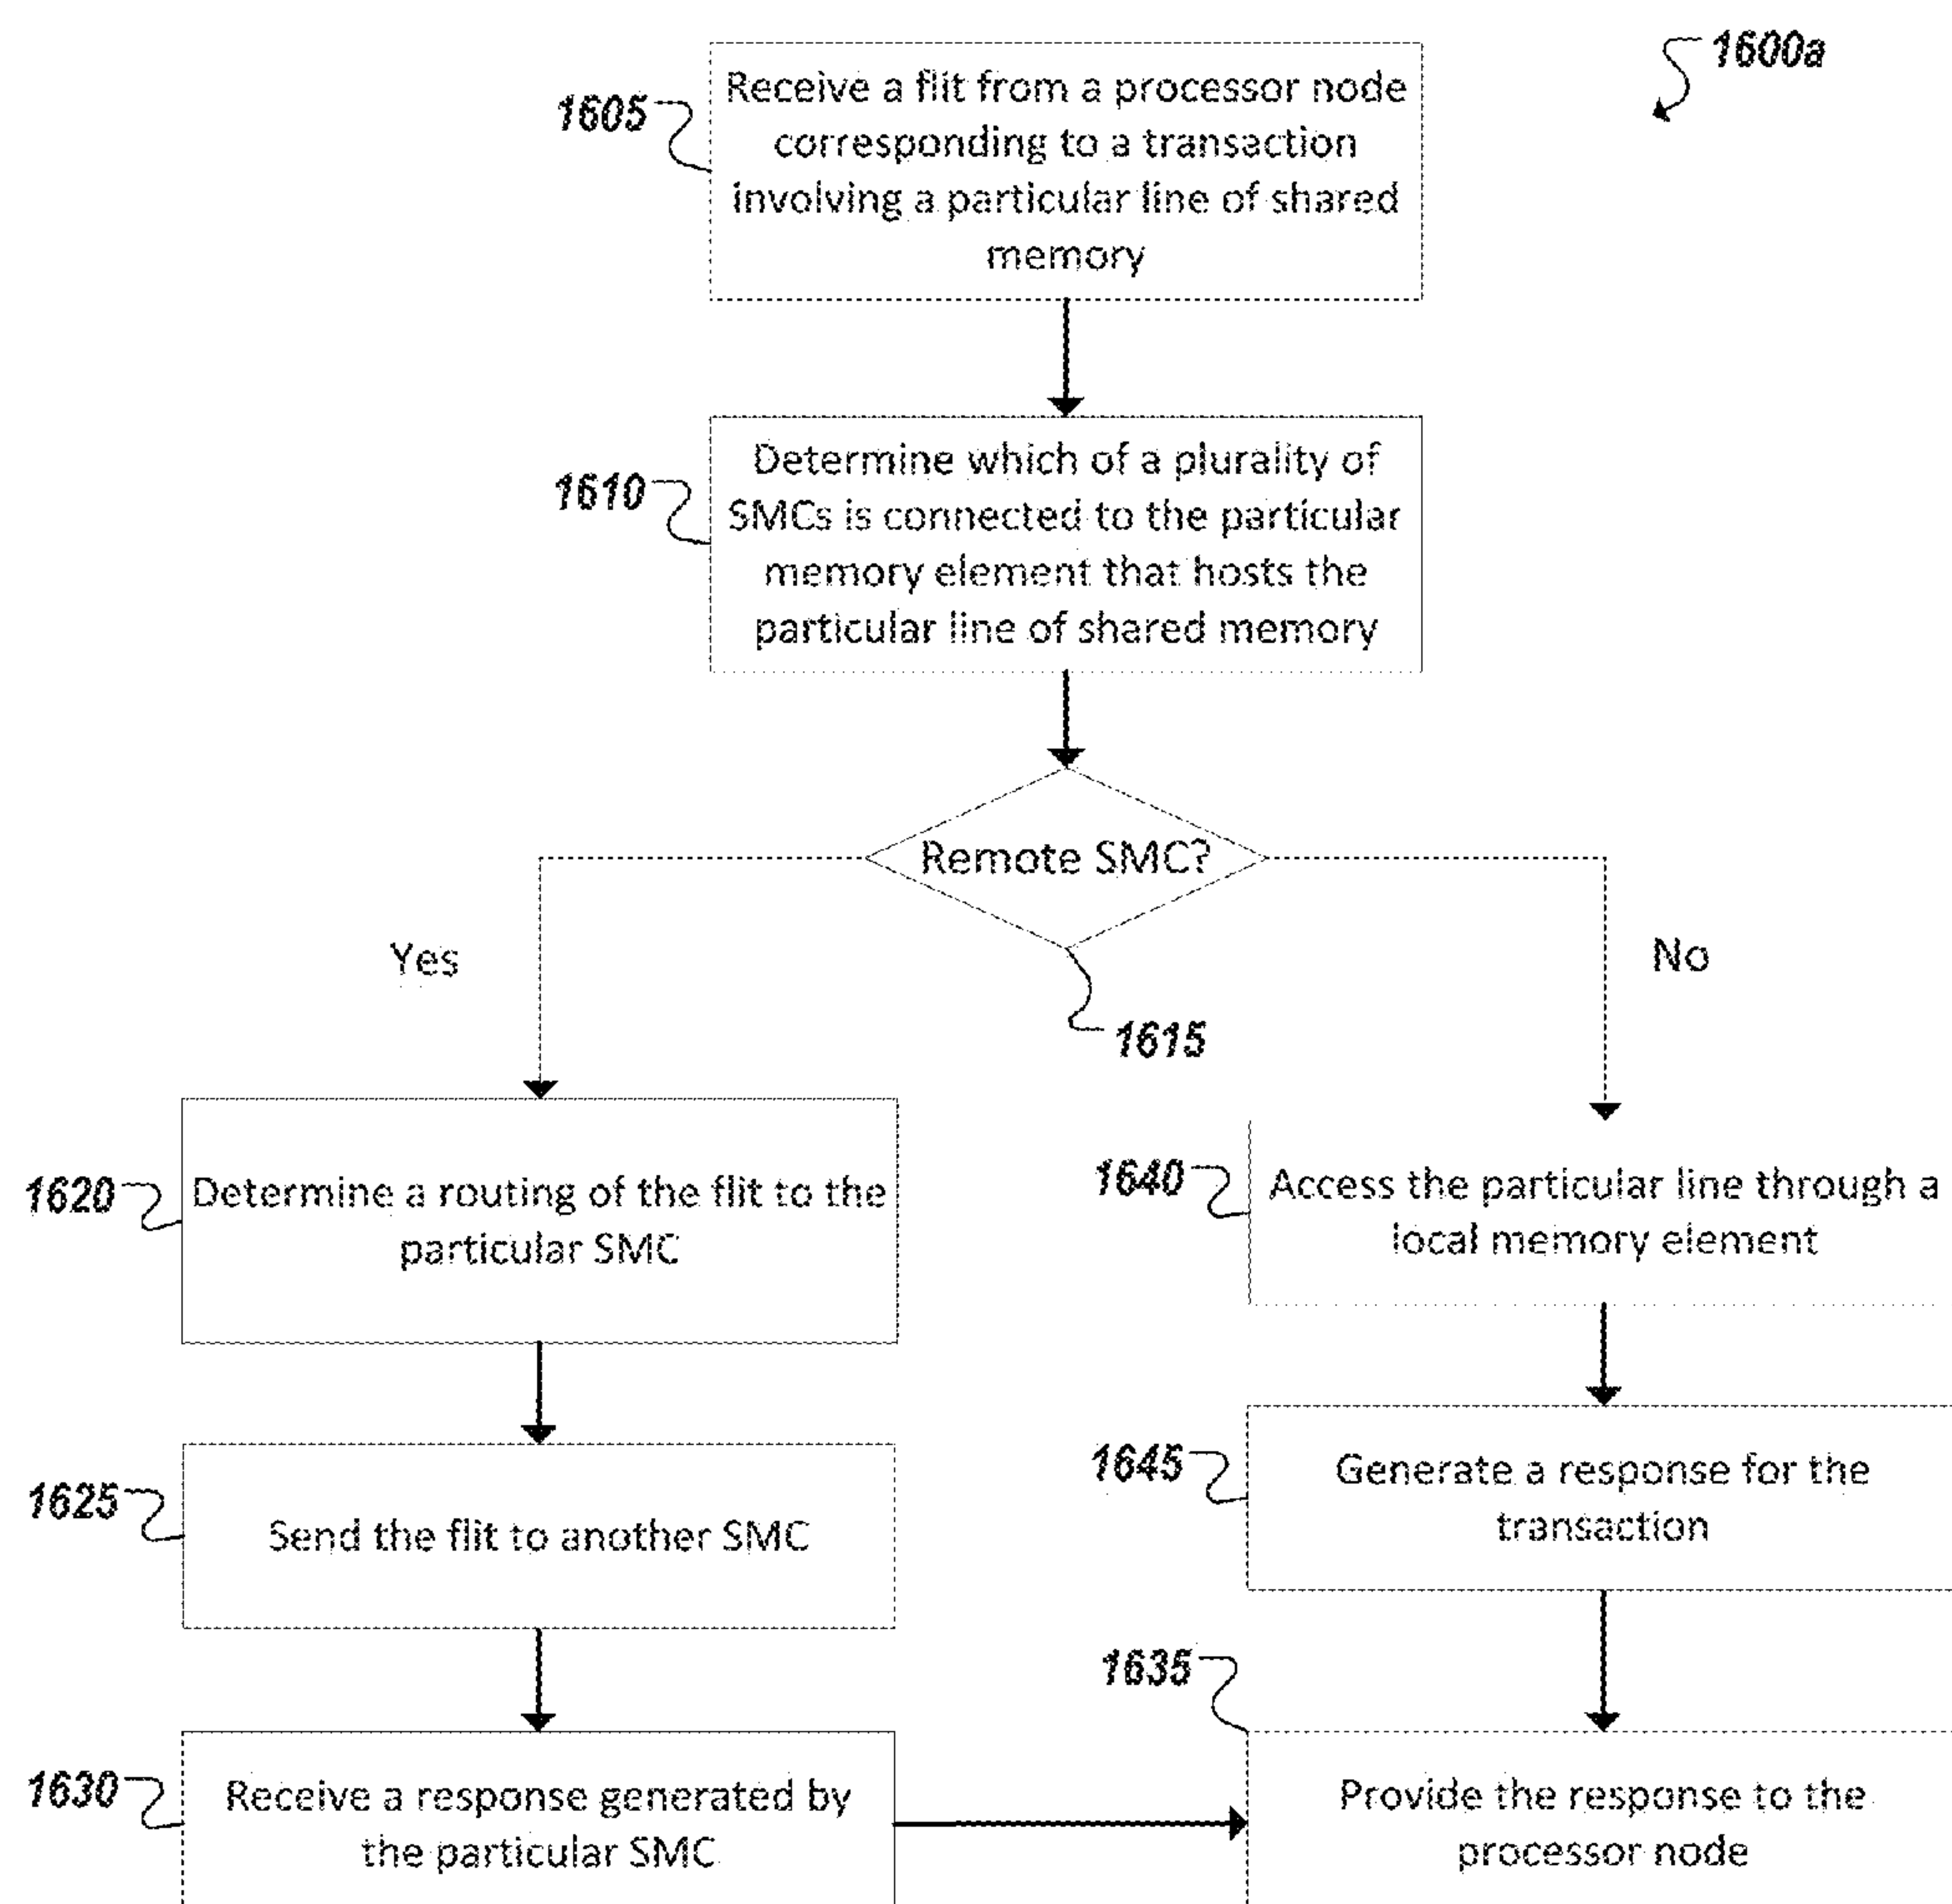 1600a
1605
Receive a flit from a processor node
corresponding to a transaction
involving a particular line of shared
memory
1610
Determine which of a plurality of
SMCs is connected to the particular
memory element that hosts the
particular line of shared memory
Remote SMC?
Yes
No
1615
1620
Determine a routing of the flit to the
particular SMC
1640
Access the particular line through a
local memory element
1625
Send the flit to another SMC
1645
Generate a response for the
transaction
1630
Receive a response generated by
the particular SMC
1635
Provide the response to the
processor node